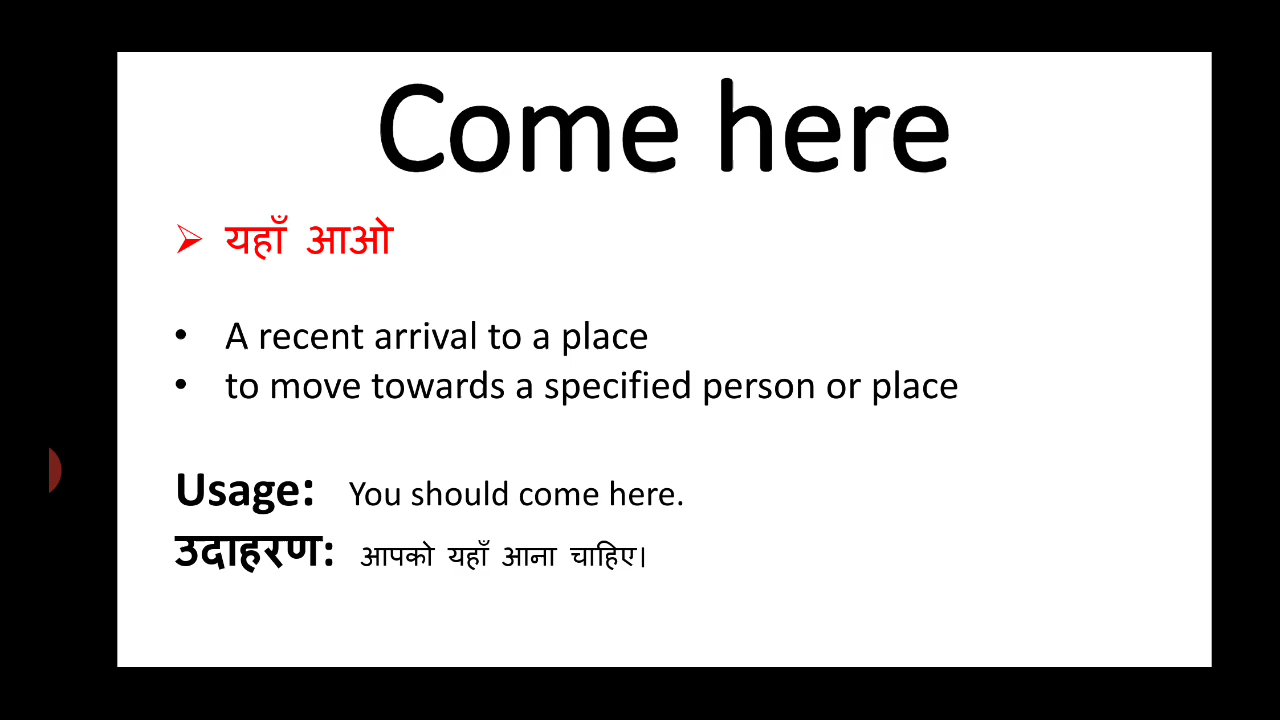 Come here
➢ यहाँ आओ
• A recent arrival to a place
• to move towards a specified person or place
Usage: You should come here.
उदाहरण: आपको यहाँ आना चाहिए।